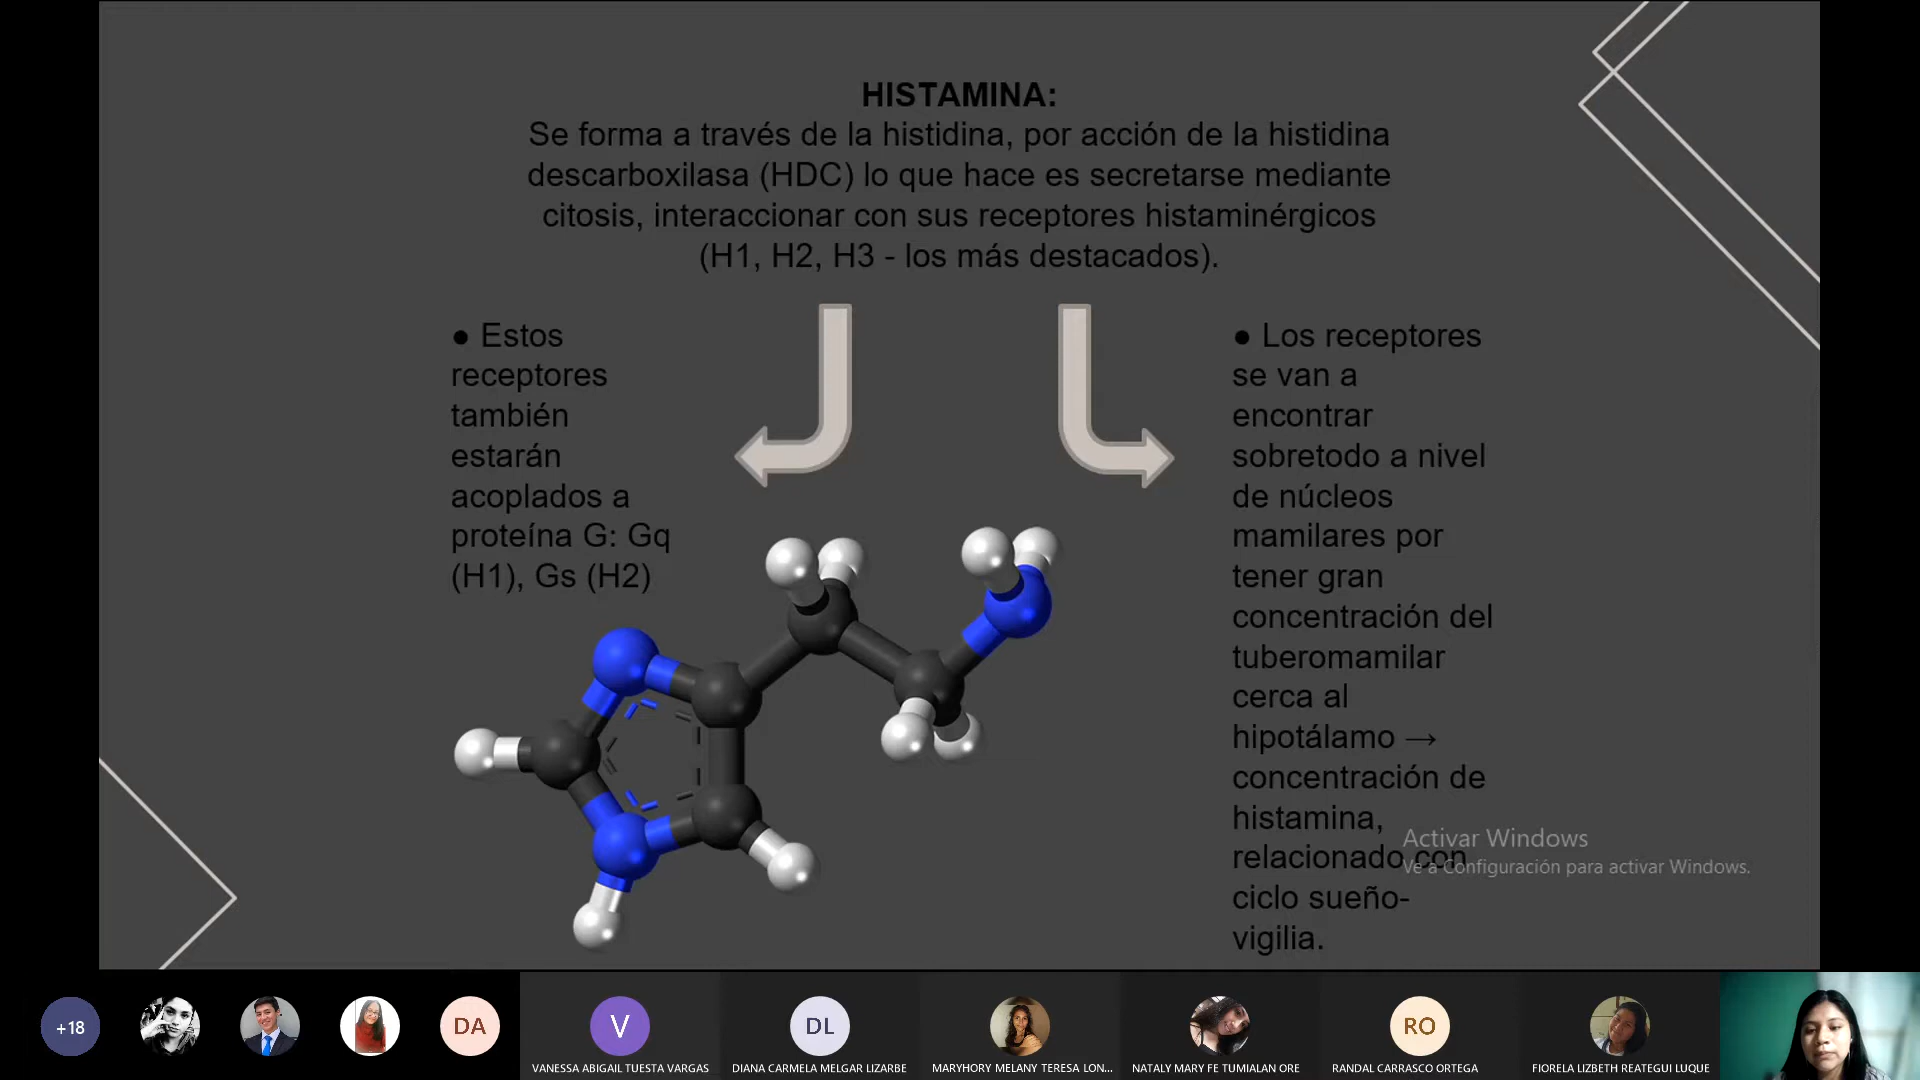 HISTAMINA:
Se forma a través de la histidina, por acción de la histidina
descarboxilasa (HDC) lo que hace es secretarse mediante
citosis, interaccionar con sus receptores histaminérgicos
(H1, H2, H3 - los más destacados).
● Estos
receptores
también
estarán
acoplados a
proteína G: Gq
(H1), Gs (H2)
● Los receptores
se van a
encontrar
sobretodo a nivel
de núcleos
mamilares por
tener gran
concentración del
tuberomamilar
cerca al
hipotálamo →
concentración de
histamina,
relacionado con
ciclo sueño-
vigilia.
Activar Windows
Ve a Configuración para activar Windows.
+18
DA
V
DL
RO
VANESSA ABIGAIL TUESTA VARGAS
DIANA CARMELA MELGAR LIZARBE
MARYHORY MELANY TERESA LON...
NATALY MARY FE TUMIALAN ORE
RANDAL CARRASCO ORTEGA
FIORELA LIZBETH REATEGUI LUQUE